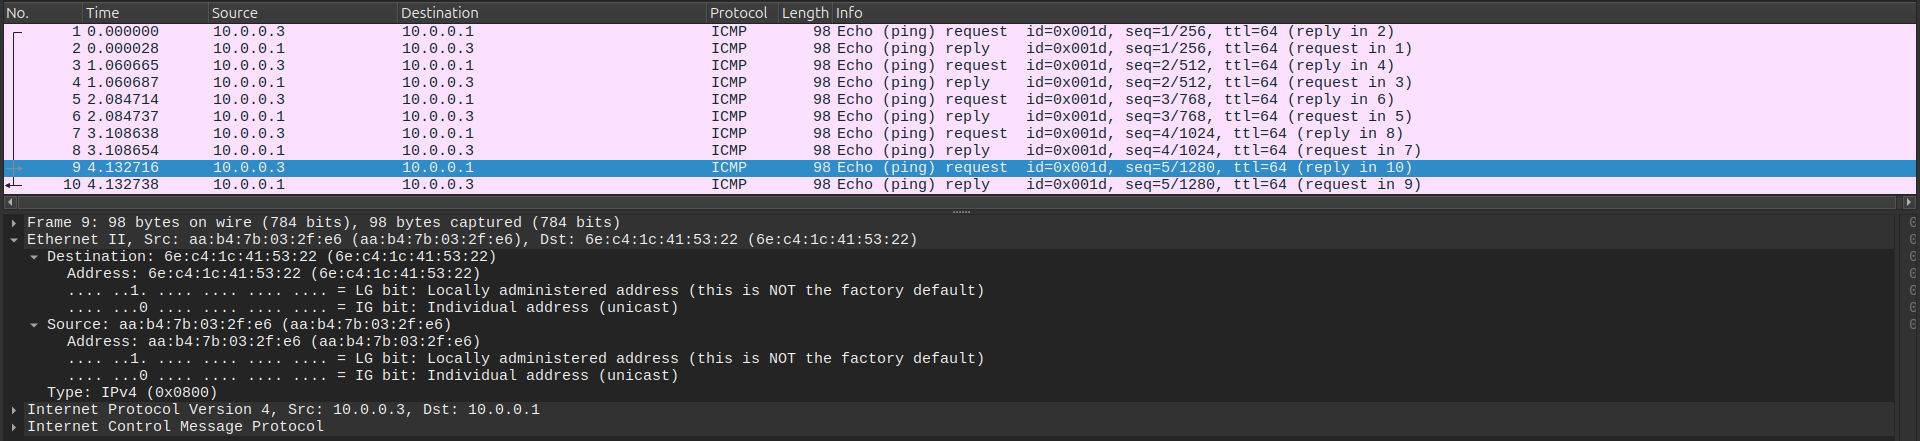 No. Time Source Destination Protocol Length Info
1 0.000000 10.0.0.3 10.0.0.1 ICMP 98 Echo (ping) request id=0x001d, seq=1/256, ttl=64 (reply in 2)
2 0.000028 10.0.0.1 10.0.0.3 ICMP 98 Echo (ping) reply id=0x001d, seq=1/256, ttl=64 (request in 1)
3 1.060665 10.0.0.3 10.0.0.1 ICMP 98 Echo (ping) request id=0x001d, seq=2/512, ttl=64 (reply in 4)
4 1.060687 10.0.0.1 10.0.0.3 ICMP 98 Echo (ping) reply id=0x001d, seq=2/512, ttl=64 (request in 3)
5 2.084714 10.0.0.3 10.0.0.1 ICMP 98 Echo (ping) request id=0x001d, seq=3/768, ttl=64 (reply in 6)
6 2.084737 10.0.0.1 10.0.0.3 ICMP 98 Echo (ping) reply id=0x001d, seq=3/768, ttl=64 (request in 5)
7 3.108638 10.0.0.3 10.0.0.1 ICMP 98 Echo (ping) request id=0x001d, seq=4/1024, ttl=64 (reply in 8)
8 3.108654 10.0.0.1 10.0.0.3 ICMP 98 Echo (ping) reply id=0x001d, seq=4/1024, ttl=64 (request in 7)
9 4.132716 10.0.0.3 10.0.0.1 ICMP 98 Echo (ping) request id=0x001d, seq=5/1280, ttl=64 (reply in 10)
10 4.132738 10.0.0.1 10.0.0.3 ICMP 98 Echo (ping) reply id=0x001d, seq=5/1280, ttl=64 (request in 9)
Frame 9: 98 bytes on wire (784 bits), 98 bytes captured (784 bits)
Ethernet II, Src: aa:b4:7b:03:2f:e6 (aa:b4:7b:03:2f:e6), Dst: 6e:c4:1c:41:53:22 (6e:c4:1c:41:53:22)
Destination: 6e:c4:1c:41:53:22 (6e:c4:1c:41:53:22)
Address: 6e:c4:1c:41:53:22 (6e:c4:1c:41:53:22)
.... ..1. .... .... .... .... = LG bit: Locally administered address (this is NOT the factory default)
.... ...0 .... .... .... .... = IG bit: Individual address (unicast)
Source: aa:b4:7b:03:2f:e6 (aa:b4:7b:03:2f:e6)
Address: aa:b4:7b:03:2f:e6 (aa:b4:7b:03:2f:e6)
.... ..1. .... .... .... .... = LG bit: Locally administered address (this is NOT the factory default)
.... ...0 .... .... .... .... = IG bit: Individual address (unicast)
Type: IPv4 (0x0800)
Internet Protocol Version 4, Src: 10.0.0.3, Dst: 10.0.0.1
Internet Control Message Protocol